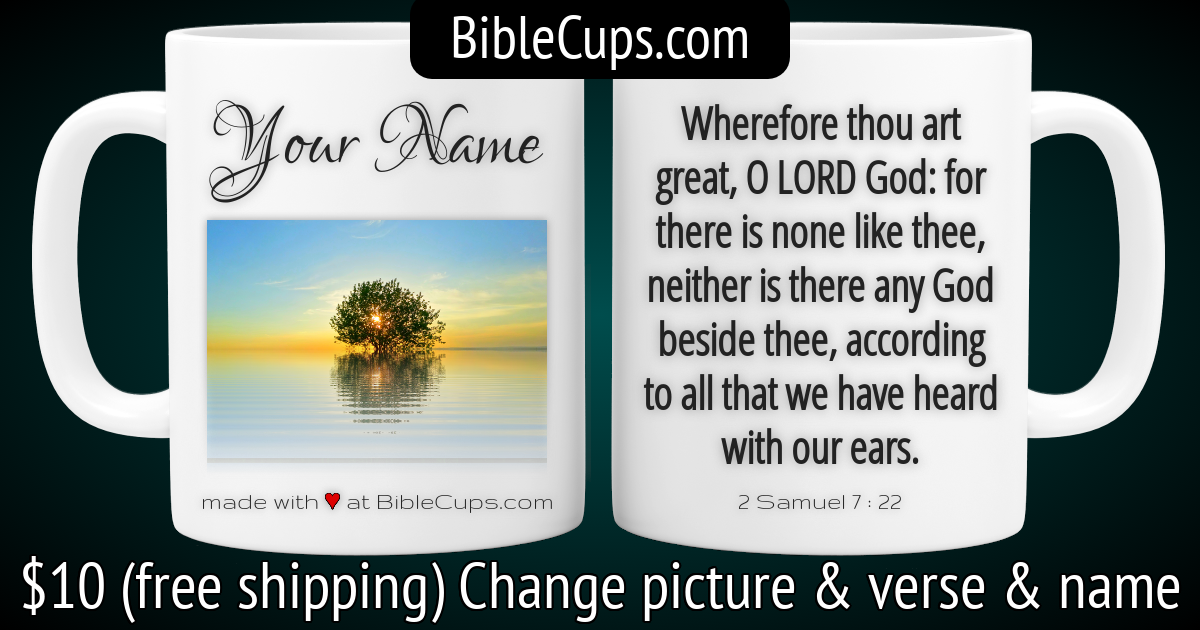 BibleCups.com
Your Name
made with ♥ at BibleCups.com
Wherefore thou art
great, O LORD God: for
there is none like thee,
neither is there any God
beside thee, according
to all that we have heard
with our ears.
2 Samuel 7 : 22
$10 (free shipping) Change picture & verse & name